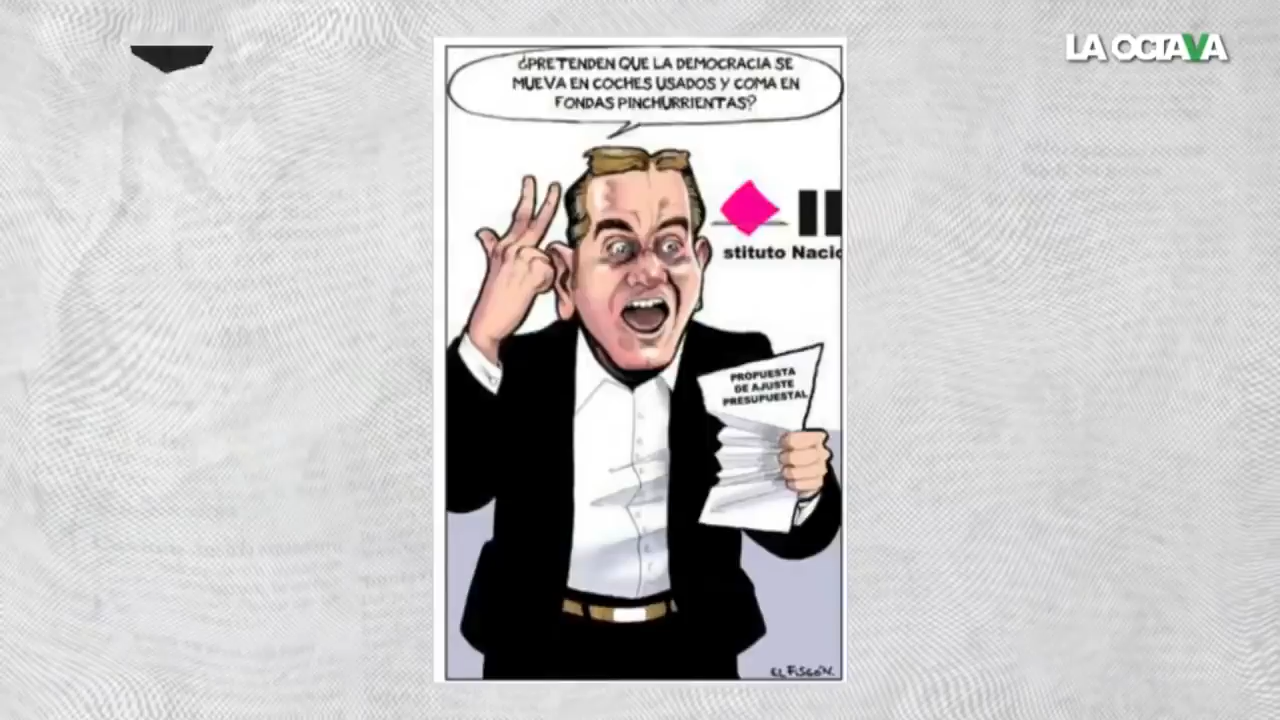 LA OCTAVA
¿PRETENDEN QUE LA DEMOCRACIA SE
MUEVA EN COCHES USADOS Y COMA EN
FONDAS PINCHURRIENTAS?
stituto Nacio
PROPUESTA
DE AJUSTE
PRESUPUESTAL
EL FISGÓN.